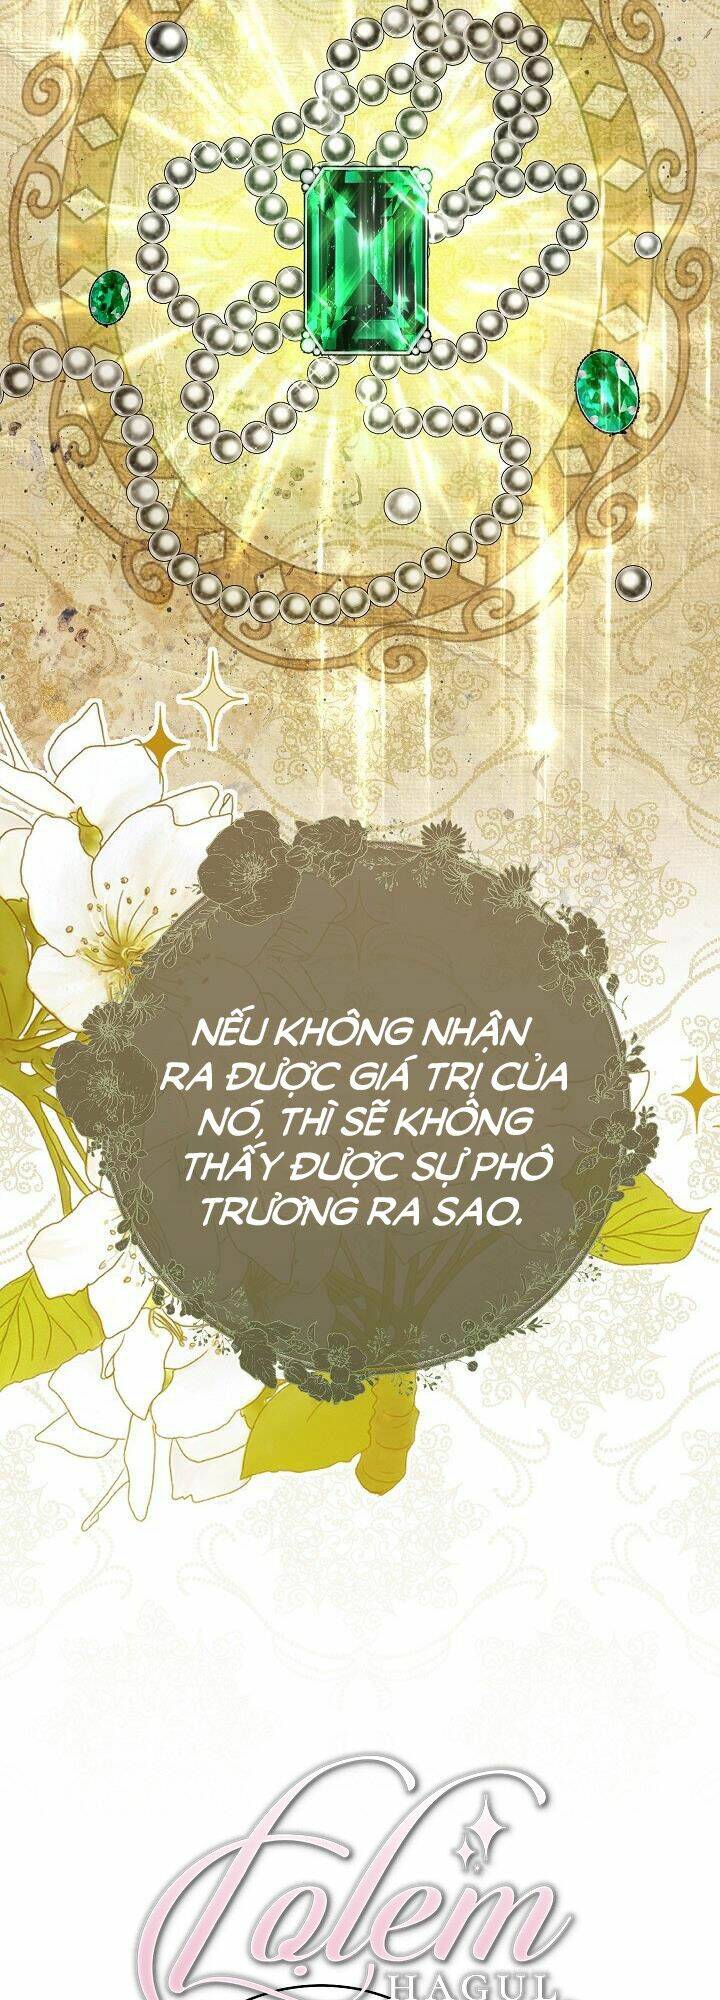 NẾU KHÔNG NHẬN
RA ĐƯỢC GIÁ TRỊ CỦA
NÓ, THÌ SẼ KHÔNG
THẤY ĐƯỢC SỰ PHÔ
TRƯƠNG RA SAO.
Lọlem
HAGUL